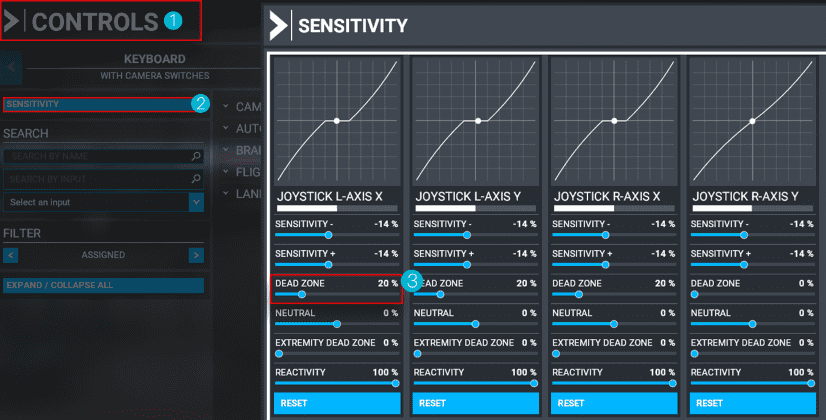 CONTROLS 1
KEYBOARD
WITH CAMERA SWITCHES
SENSITIVITY 2
SEARCH
SEARCH BY NAME
SEARCH BY INPUT
Select an input
FILTER
ASSIGNED
EXPAND / COLLAPSE ALL
CAM
AUTO
BRA
FLIG
LAN
SENSITIVITY
JOYSTICK L-AXIS X
SENSITIVITY - -14 %
SENSITIVITY + -14 %
DEAD ZONE 20 % 3
NEUTRAL 0 %
EXTREMITY DEAD ZONE 0 %
REACTIVITY 100 %
RESET
JOYSTICK L-AXIS Y
SENSITIVITY - -14 %
SENSITIVITY + -14 %
DEAD ZONE 20 %
NEUTRAL 0 %
EXTREMITY DEAD ZONE 0 %
REACTIVITY 100 %
RESET
JOYSTICK R-AXIS X
SENSITIVITY - -14 %
SENSITIVITY + -14 %
DEAD ZONE 20 %
NEUTRAL 0 %
EXTREMITY DEAD ZONE 0 %
REACTIVITY 100 %
RESET
JOYSTICK R-AXIS Y
SENSITIVITY - -14 %
SENSITIVITY + -14 %
DEAD ZONE 0 %
NEUTRAL 0 %
EXTREMITY DEAD ZONE 0 %
REACTIVITY 100 %
RESET